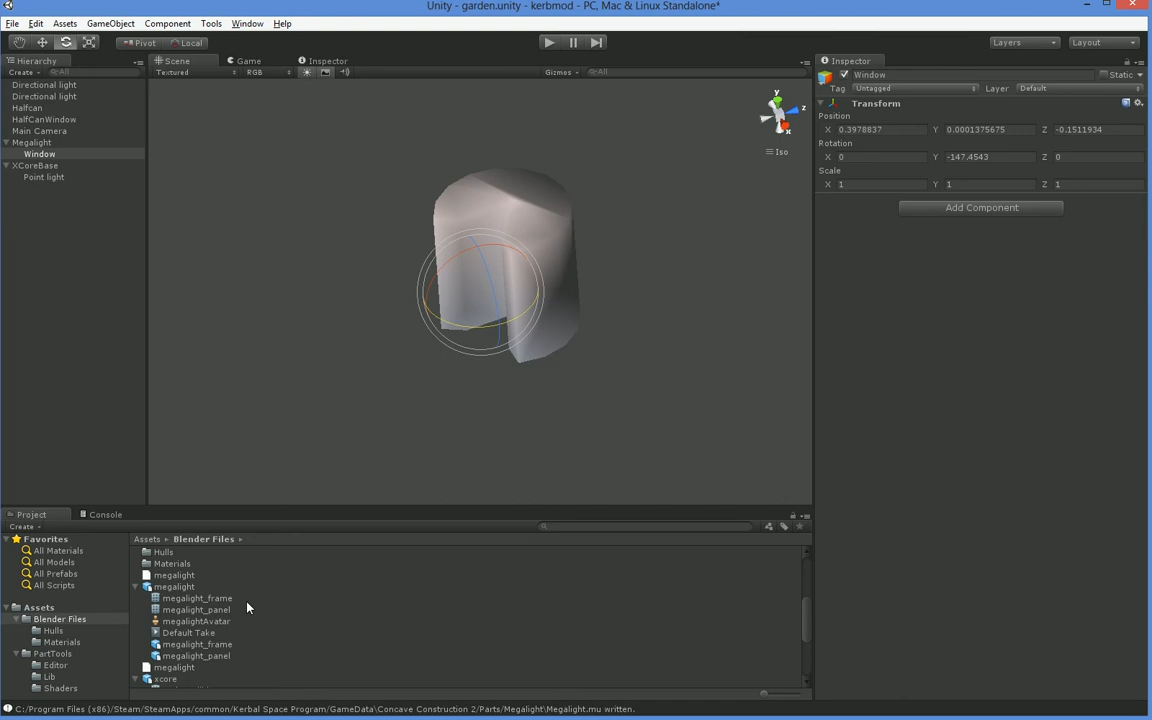 Unity - garden.unity - kerbmod - PC, Mac & Linux Standalone*
File Edit Assets GameObject Component Tools Window Help
Pivot Local Layers Layout
Hierarchy Scene Game Inspector Inspector
Create All Textured RGB Gizmos All Window Static
Tag Untagged Layer Default
Directional light
Directional light
Halfcan
HalfCanWindow
Main Camera
Megalight
Window
XCoreBase
Point light
y
z
x
Iso
Transform
Position
X 0.3978837 Y 0.0001375675 Z -0.1511934
Rotation
X 0 Y -147.4543 Z 0
Scale
X 1 Y 1 Z 1
Add Component
Project Console
Create
Favorites
All Materials
All Models
All Prefabs
All Scripts
Assets
Blender Files
Hulls
Materials
PartTools
Editor
Lib
Shaders
Assets Blender Files
Hulls
Materials
megalight
megalight
megalight_frame
megalight_panel
megalightAvatar
Default Take
megalight_frame
megalight_panel
megalight
xcore
C:/Program Files (x86)/Steam/SteamApps/common/Kerbal Space Program/GameData\Concave Construction 2/Parts/Megalight\Megalight.mu written.